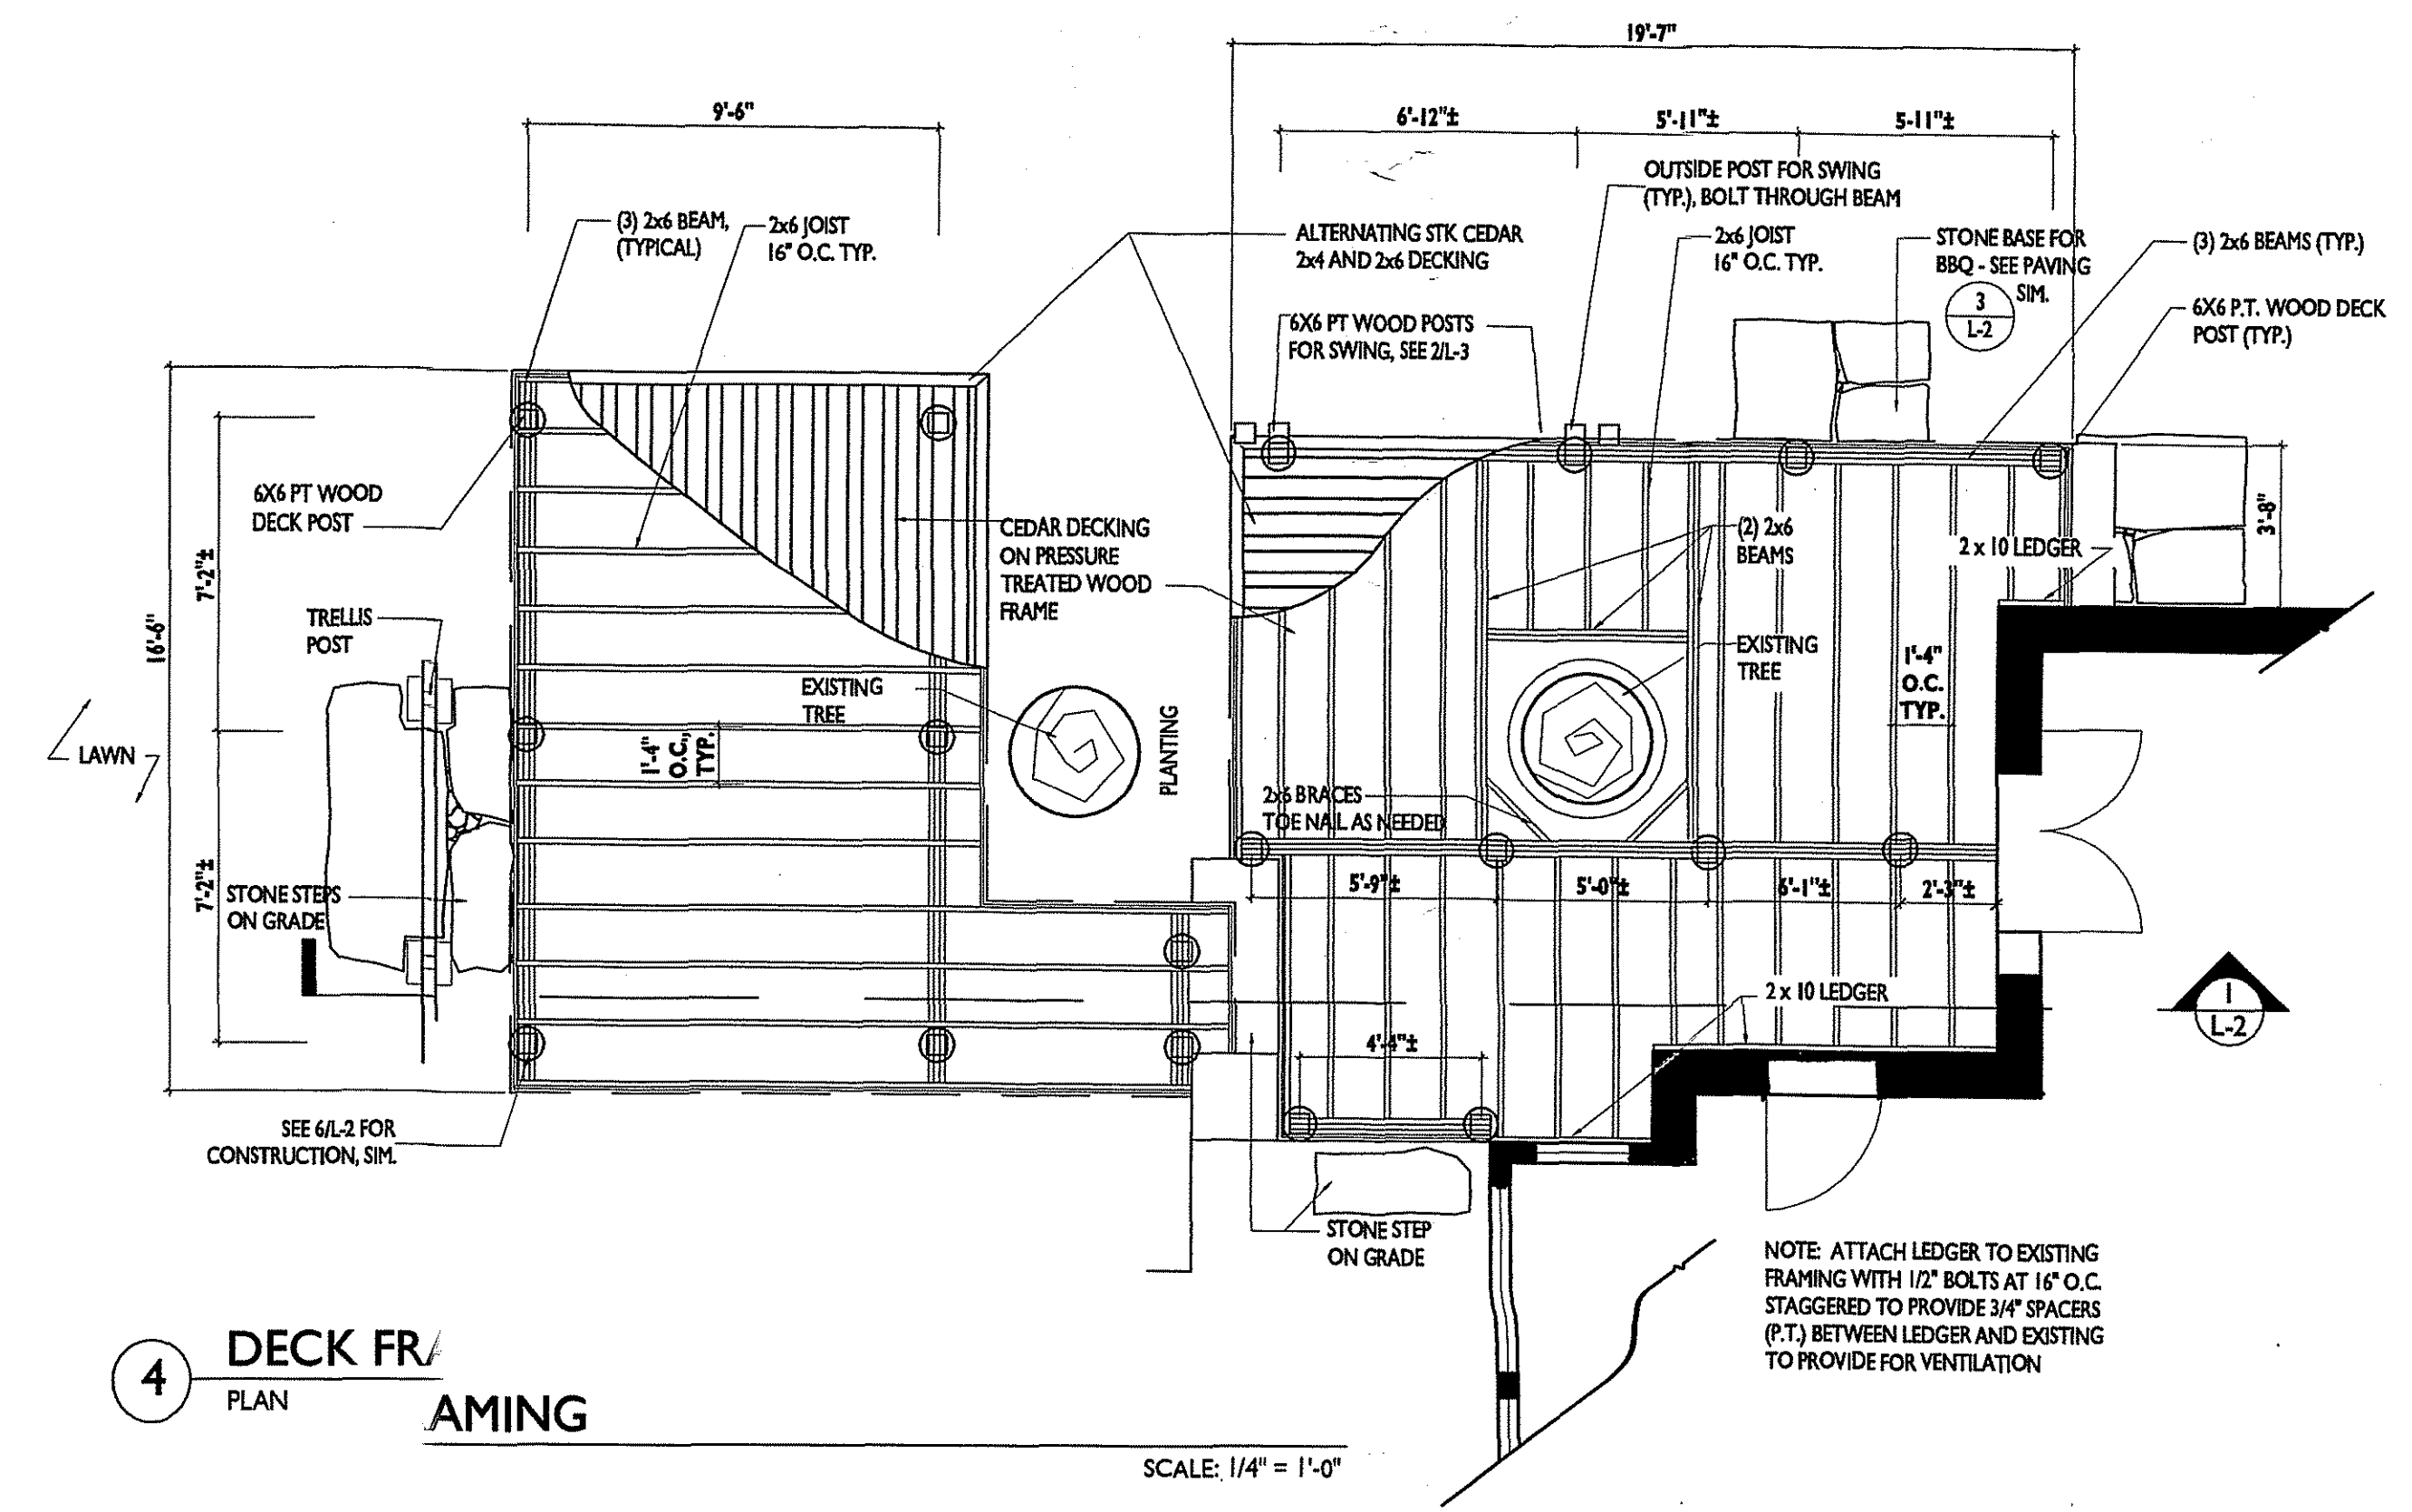 19'-7"
9'-6"
6'-12"±
5'-11"±
5-11"±
OUTSIDE POST FOR SWING
(TYP.), BOLT THROUGH BEAM
(3) 2x6 BEAM,
(TYPICAL)
2x6 JOIST
16" O.C. TYP.
ALTERNATING STK CEDAR
2x4 AND 2x6 DECKING
2x6 JOIST
16" O.C. TYP.
STONE BASE FOR
BBQ - SEE PAVING
SIM.
3
L-2
(3) 2x6 BEAMS (TYP.)
6X6 P.T. WOOD DECK
POST (TYP.)
6X6 PT WOOD POSTS
FOR SWING, SEE 2/L-3
6X6 PT WOOD
DECK POST
CEDAR DECKING
ON PRESSURE
TREATED WOOD
FRAME
(2) 2x6
BEAMS
2 x 10 LEDGER
3'-8"
7'-2"±
16'-6"
TRELLIS
POST
EXISTING
TREE
EXISTING
TREE
1'-4"
O.C.
TYP.
PLANTING
1'-4"
O.C.,
TYP.
LAWN
2x6 BRACES
TOE NAIL AS NEEDED
7'-2"±
STONE STEPS
ON GRADE
5'-9"±
5'-0"±
6'-1"±
2'-3"±
2 x 10 LEDGER
1
L-2
4'-4"±
SEE 6/L-2 FOR
CONSTRUCTION, SIM.
STONE STEP
ON GRADE
NOTE: ATTACH LEDGER TO EXISTING
FRAMING WITH 1/2" BOLTS AT 16" O.C.
STAGGERED TO PROVIDE 3/4" SPACERS
(P.T.) BETWEEN LEDGER AND EXISTING
TO PROVIDE FOR VENTILATION
4
DECK FRA
PLAN
AMING
SCALE: 1/4" = 1'-0"